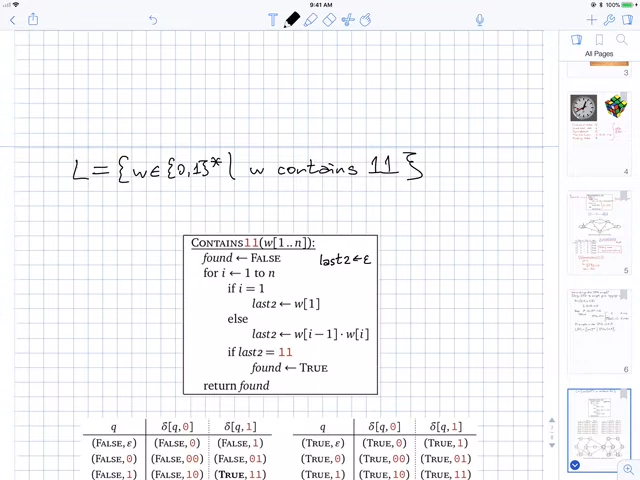 9:41 AM
100%
All Pages
3
L = {w∈{0,1}* | w contains 11}
CONTAINS11(w[1..n]):
found ← FALSE last2 ← ε
for i ← 1 to n
if i = 1
last2 ← w[1]
else
last2 ← w[i−1] · w[i]
if last2 = 11
found ← TRUE
return found
q δ[q,0] δ[q,1] q δ[q,0] δ[q,1]
(FALSE, ε) (FALSE, 0) (FALSE, 1) (TRUE, ε) (TRUE, 0) (TRUE, 1)
(FALSE, 0) (FALSE, 00) (FALSE, 01) (TRUE, 0) (TRUE, 00) (TRUE, 01)
(FALSE, 1) (FALSE, 10) (TRUE, 11) (TRUE, 1) (TRUE, 10) (TRUE, 11)
4
5
6